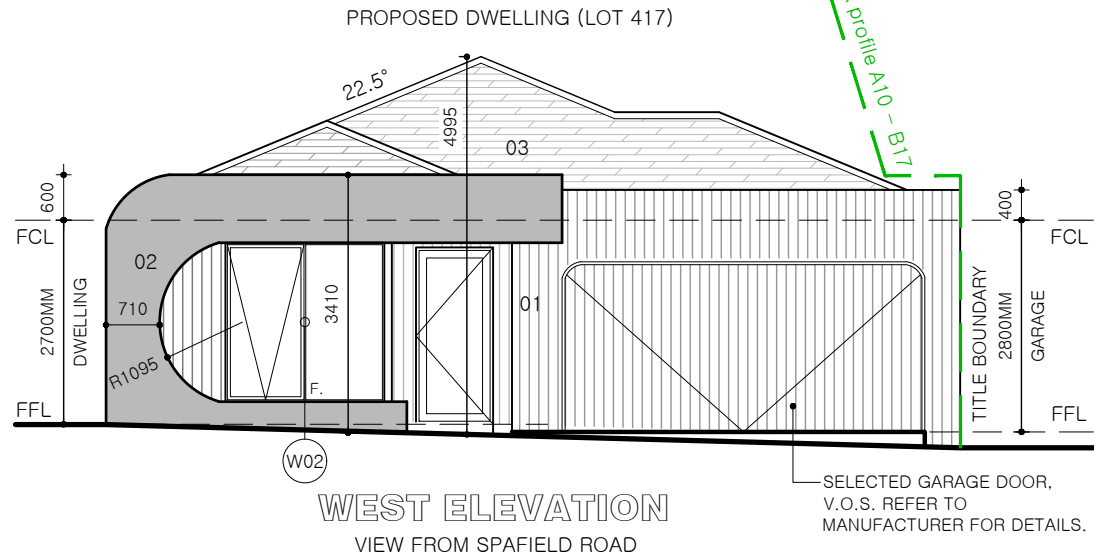 PROPOSED DWELLING (LOT 417)
profile A10 - B17
22.5°
4995
03
600
400
FCL
FCL
02
710
3410
01
2700MM
DWELLING
R1095
TITLE BOUNDARY
2800MM
GARAGE
F.
FFL
FFL
W02
SELECTED GARAGE DOOR,
V.O.S. REFER TO
MANUFACTURER FOR DETAILS.
WEST ELEVATION
VIEW FROM SPAFIELD ROAD